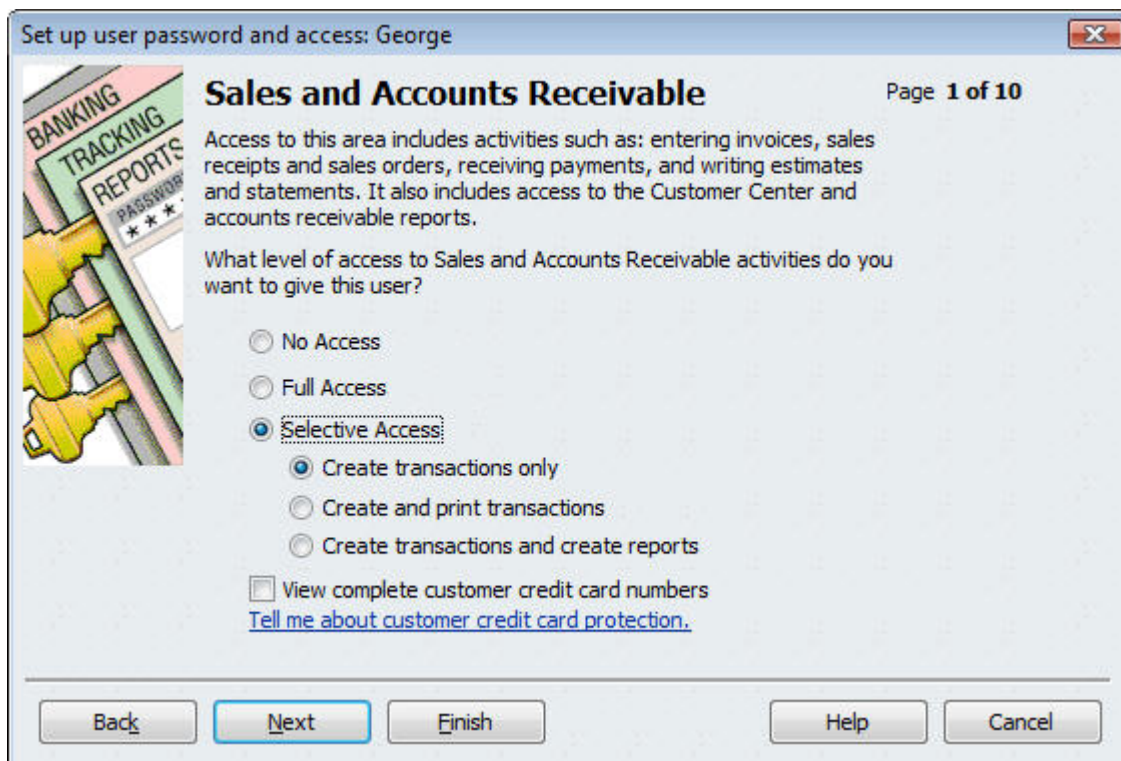 Set up user password and access: George
BANKING
TRACKING
REPORTS
PASSWOR
* * * *
Sales and Accounts Receivable
Page 1 of 10
Access to this area includes activities such as: entering invoices, sales
receipts and sales orders, receiving payments, and writing estimates
and statements. It also includes access to the Customer Center and
accounts receivable reports.
What level of access to Sales and Accounts Receivable activities do you
want to give this user?
No Access
Full Access
Selective Access
Create transactions only
Create and print transactions
Create transactions and create reports
View complete customer credit card numbers
Tell me about customer credit card protection.
Back
Next
Finish
Help
Cancel